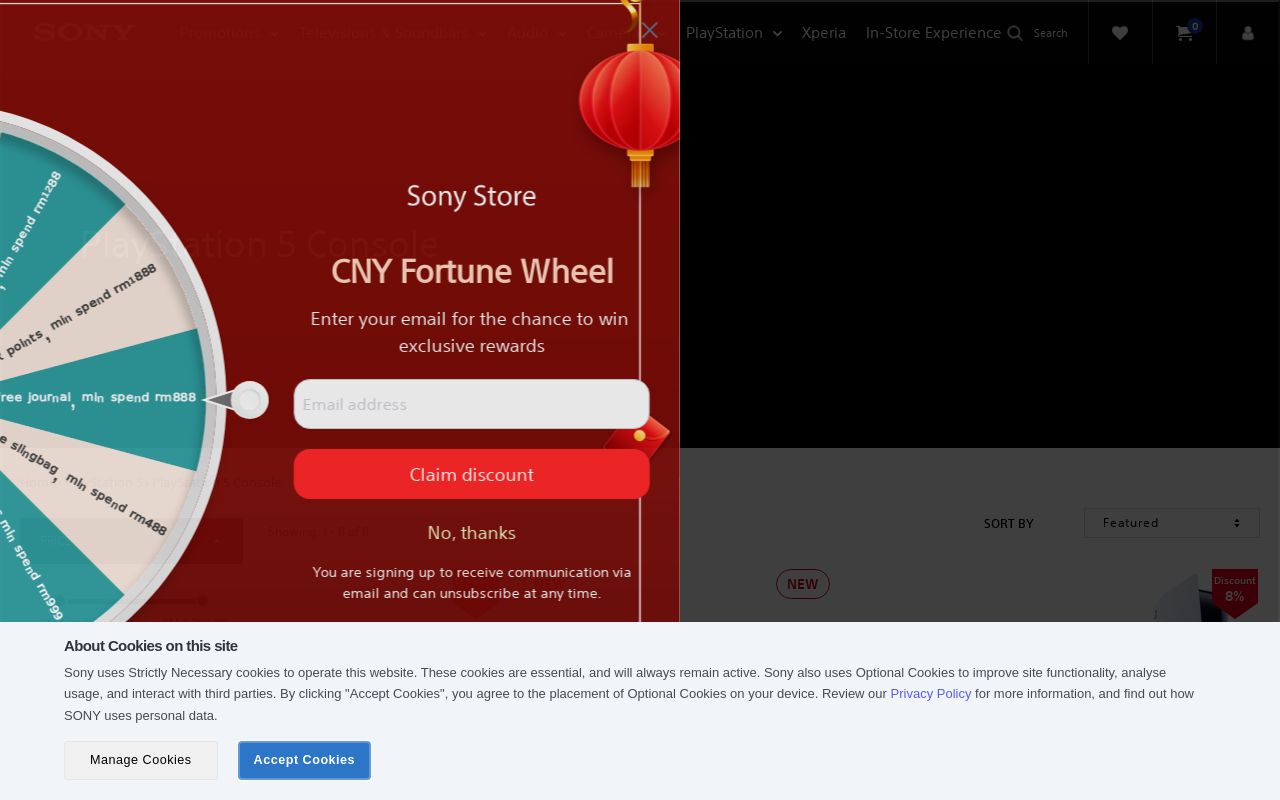 SONY Promotions Televisions & Soundbars Audio PlayStation Xperia In-Store Experience Search 0
PlayStation 5 Console
Sony Store
CNY Fortune Wheel
Enter your email for the chance to win
exclusive rewards
Email address
Claim discount
No, thanks
You are signing up to receive communication via
email and can unsubscribe at any time.
min spend rm1288
points, min spend rm1888
free journal, min spend rm888
slingbag, min spend rm488
min spend rm999
PlayStation 5 Console
SORT BY Featured
NEW
Discount
8%
About Cookies on this site
Sony uses Strictly Necessary cookies to operate this website. These cookies are essential, and will always remain active. Sony also uses Optional Cookies to improve site functionality, analyse
usage, and interact with third parties. By clicking "Accept Cookies", you agree to the placement of Optional Cookies on your device. Review our Privacy Policy for more information, and find out how
SONY uses personal data.
Manage Cookies Accept Cookies